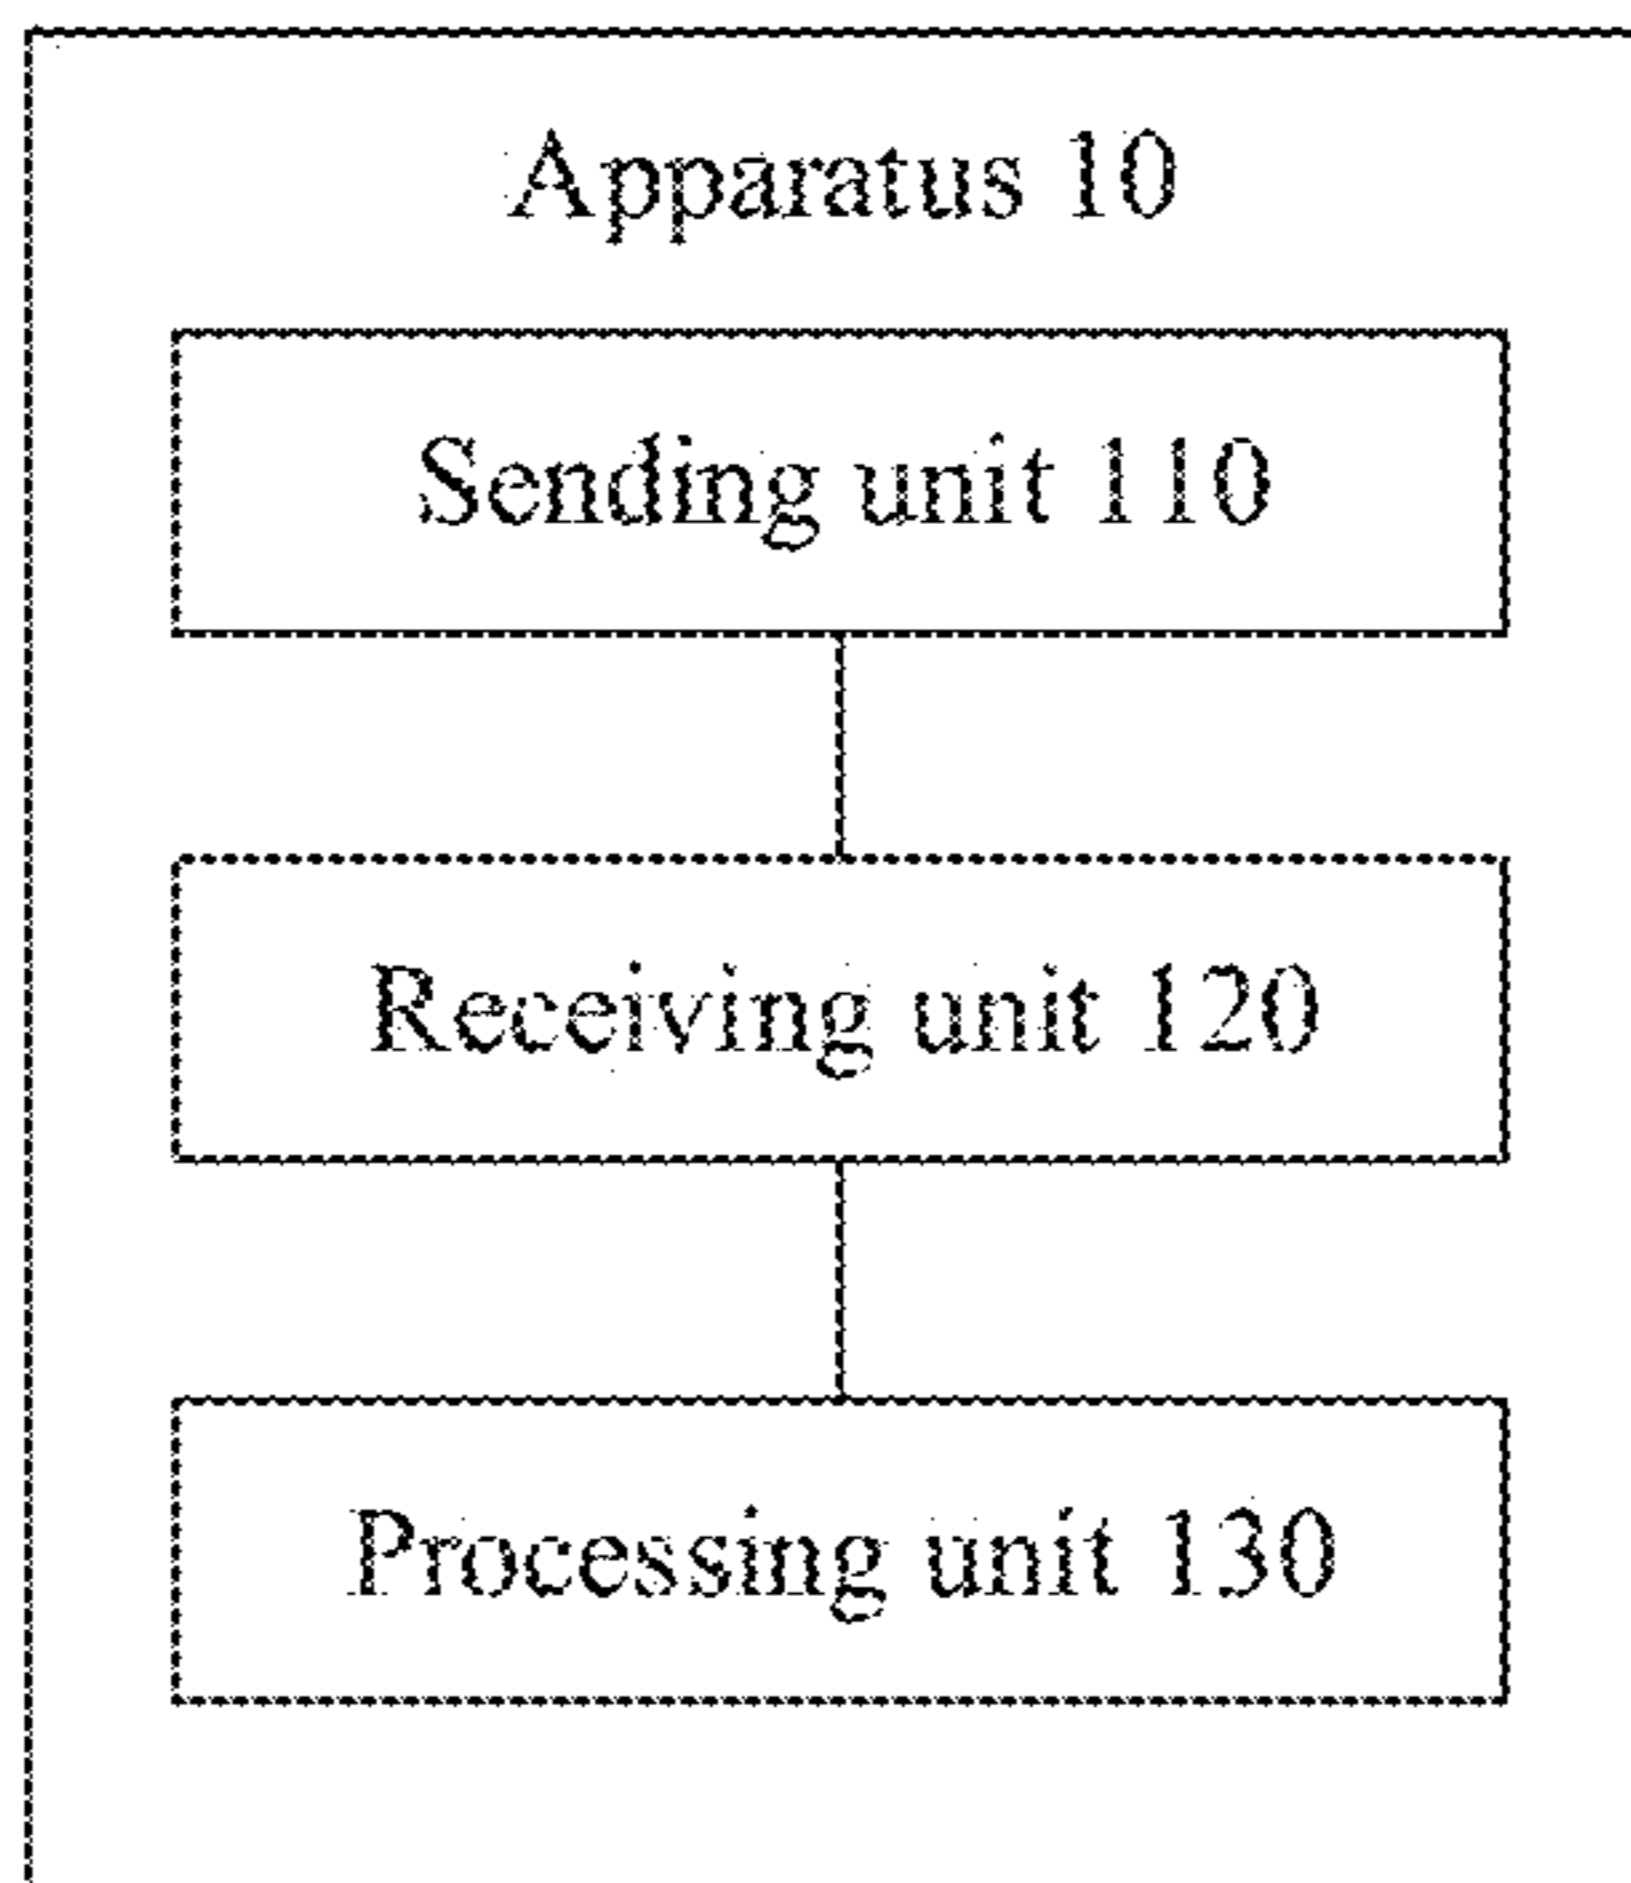 Apparatus 10
Sending unit 110
Receiving unit 120
Processing unit 130